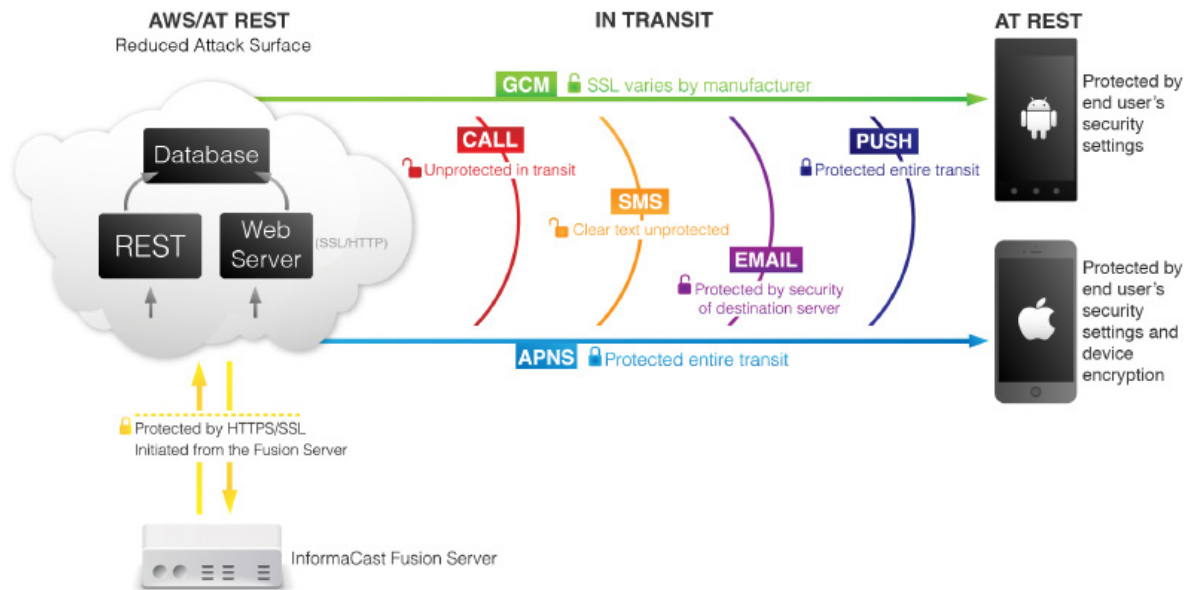 AWS/AT REST
Reduced Attack Surface
IN TRANSIT
AT REST
GCM
SSL varies by manufacturer
Protected by
end user's
security
settings
Database
REST
Web
Server
(SSL/HTTP)
CALL
Unprotected in transit
SMS
Clear text unprotected
EMAIL
Protected by security
of destination server
PUSH
Protected entire transit
Protected by
end user's
security
settings and
device
encryption
APNS
Protected entire transit
Protected by HTTPS/SSL
Initiated from the Fusion Server
InformaCast Fusion Server